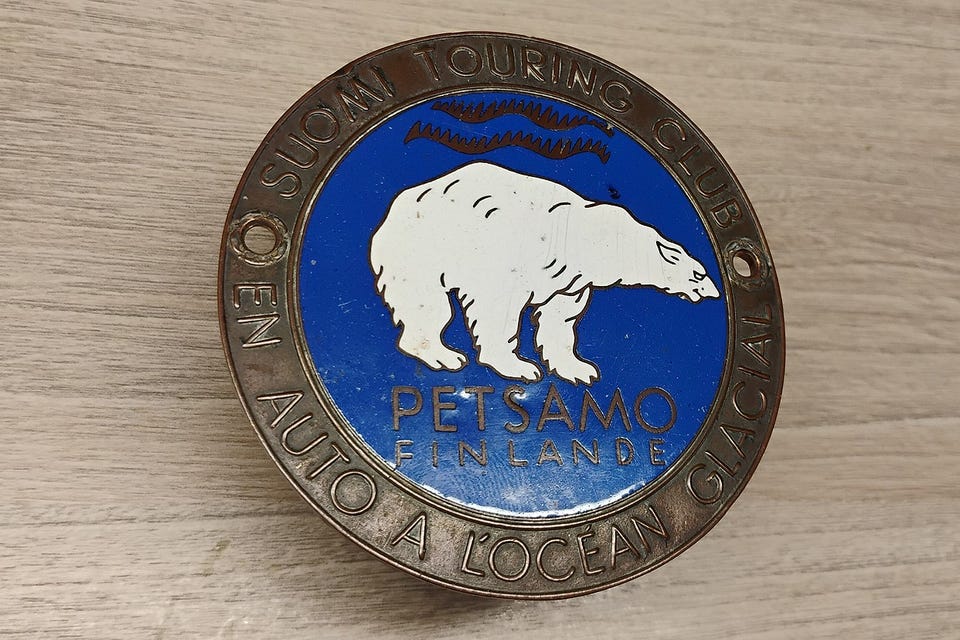 SUOMI TOURING CLUB
PETSAMO
FINLANDE
EN AUTO A L'OCÉAN GLACIAL